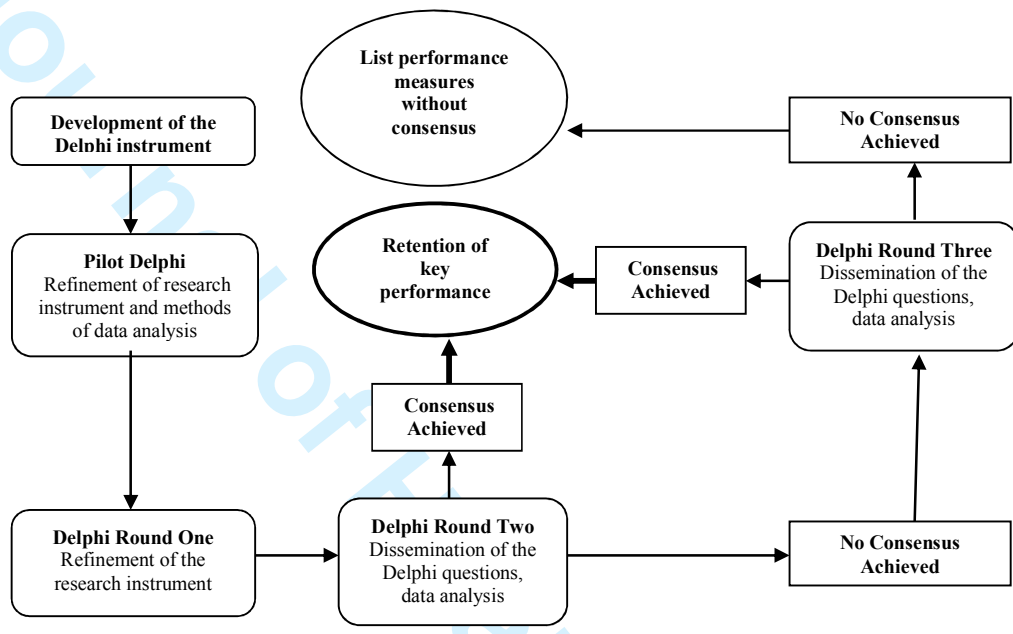 List performance
measures
without
consensus
Development of the
Delphi instrument
No Consensus
Achieved
Pilot Delphi
Refinement of research
instrument and methods
of data analysis
Retention of
key
performance
Consensus
Achieved
Delphi Round Three
Dissemination of the
Delphi questions,
data analysis
Consensus
Achieved
Delphi Round One
Refinement of the
research instrument
Delphi Round Two
Dissemination of the
Delphi questions,
data analysis
No Consensus
Achieved